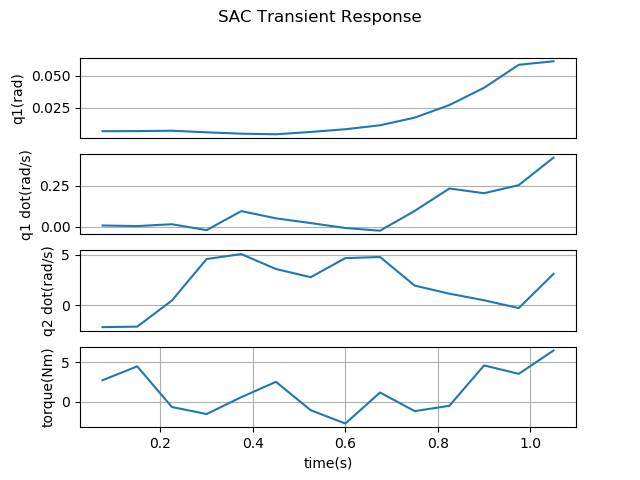 SAC Transient Response
q1(rad)
0.050
0.025
q1 dot(rad/s)
0.25
0.00
q2 dot(rad/s)
5
0
torque(Nm)
5
0
0.2 0.4 0.6 0.8 1.0
time(s)